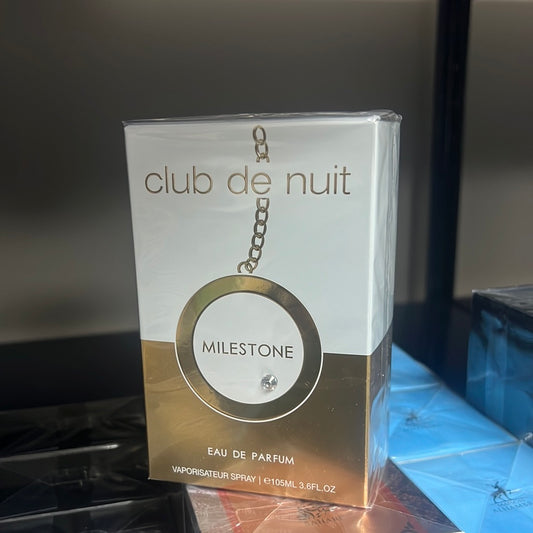 club de nuit
MILESTONE
EAU DE PARFUM
VAPORISATEUR SPRAY | ℮105ML 3.6FL.OZ